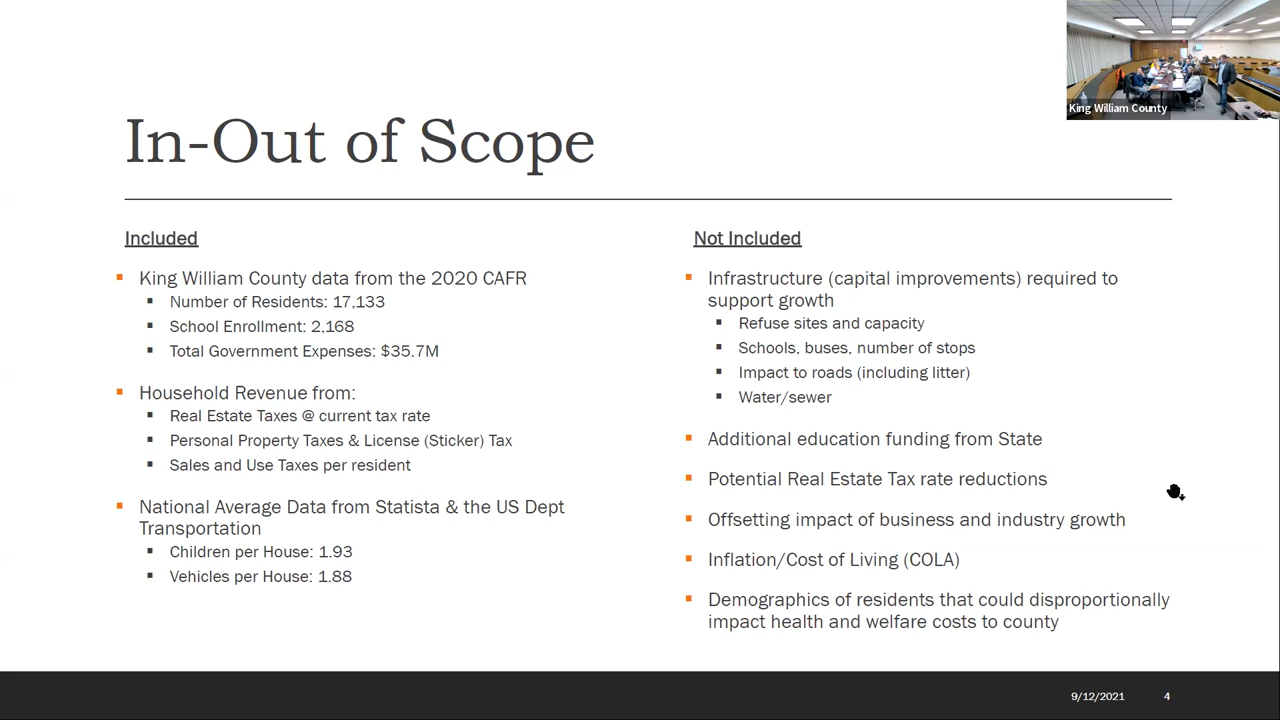 King William County
In-Out of Scope
Included
King William County data from the 2020 CAFR
Number of Residents: 17,133
School Enrollment: 2,168
Total Government Expenses: $35.7M
Household Revenue from:
Real Estate Taxes @ current tax rate
Personal Property Taxes & License (Sticker) Tax
Sales and Use Taxes per resident
National Average Data from Statista & the US Dept
Transportation
Children per House: 1.93
Vehicles per House: 1.88
Not Included
Infrastructure (capital improvements) required to
support growth
Refuse sites and capacity
Schools, buses, number of stops
Impact to roads (including litter)
Water/sewer
Additional education funding from State
Potential Real Estate Tax rate reductions
Offsetting impact of business and industry growth
Inflation/Cost of Living (COLA)
Demographics of residents that could disproportionally
impact health and welfare costs to county
9/12/2021
4